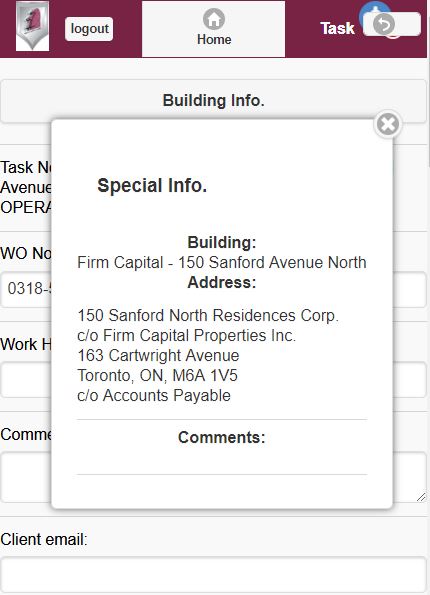 logout
Home
Task
Building Info.
Special Info.
Building:
Firm Capital - 150 Sanford Avenue North
Address:
150 Sanford North Residences Corp.
c/o Firm Capital Properties Inc.
163 Cartwright Avenue
Toronto, ON, M6A 1V5
c/o Accounts Payable
Comments:
Task
Avenue
WO No
0318-
Work H
Client email: